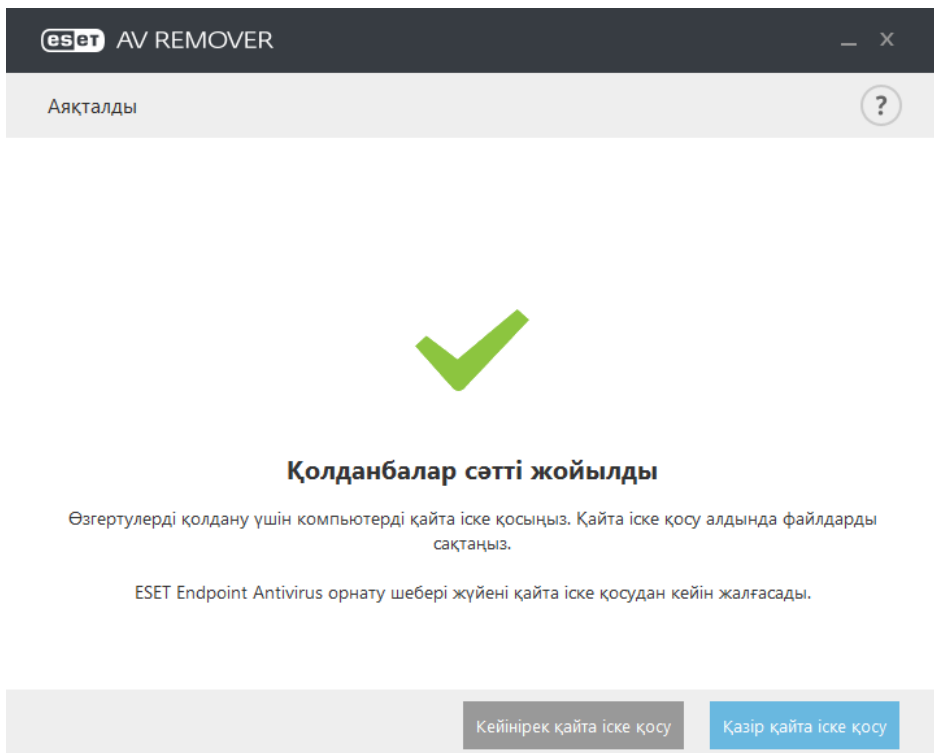 eset AV REMOVER
Аяқталды
?
Қолданбалар сәтті жойылды
Өзгертулерді қолдану үшін компьютерді қайта іске қосыңыз. Қайта іске қосу алдында файлдарды
сақтаңыз.
ESET Endpoint Antivirus орнату шебері жүйені қайта іске қосудан кейін жалғасады.
Кейінірек қайта іске қосу
Қазір қайта іске қосу